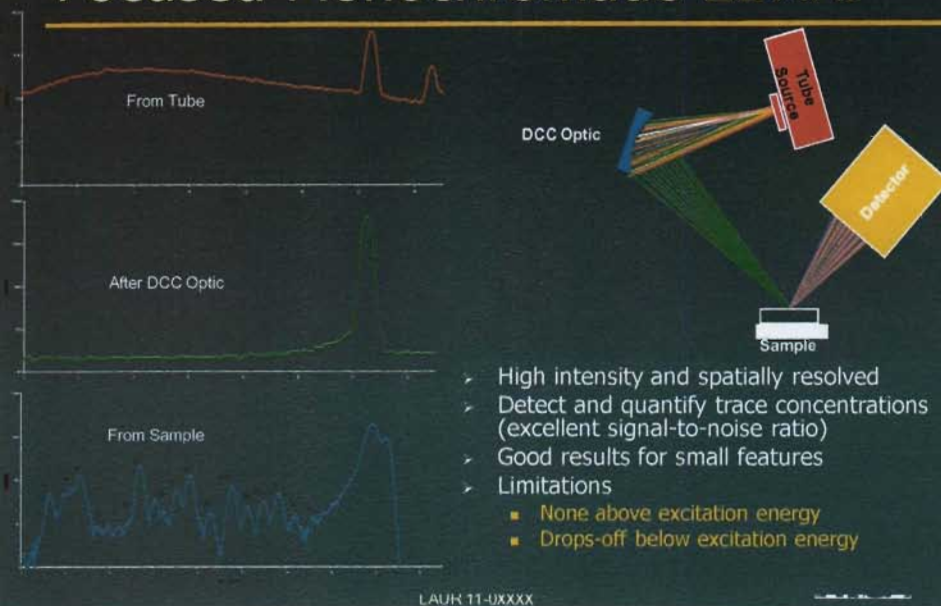 From Tube
After DCC Optic
From Sample
DCC Optic
Tube
Source
Detector
Sample
High intensity and spatially resolved
Detect and quantify trace concentrations
(excellent signal-to-noise ratio)
Good results for small features
Limitations
None above excitation energy
Drops-off below excitation energy
LAUR 11-0XXXX